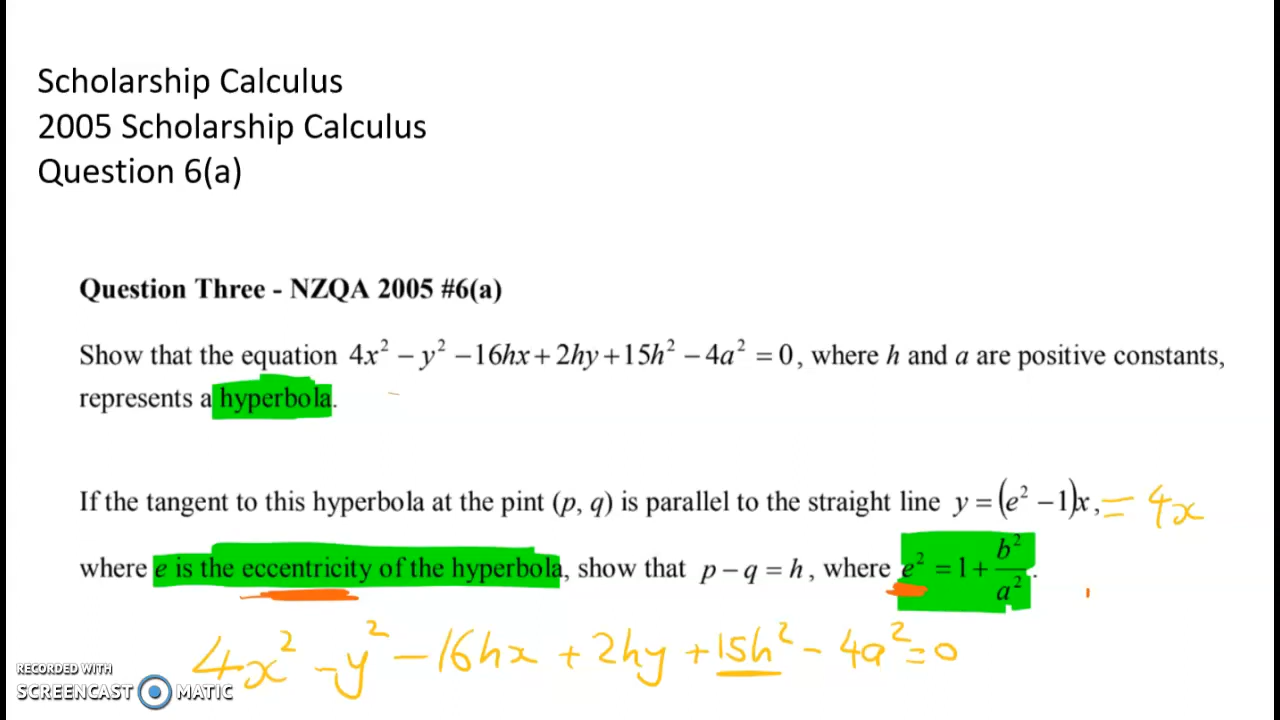 Scholarship Calculus
2005 Scholarship Calculus
Question 6(a)
Question Three - NZQA 2005 #6(a)
Show that the equation 4x² − y² −16hx + 2hy +15h² − 4a² = 0, where h and a are positive constants,
represents a hyperbola.
If the tangent to this hyperbola at the pint (p, q) is parallel to the straight line y = (e² −1)x, = 4x
where e is the eccentricity of the hyperbola, show that p − q = h, where e² = 1 + b²/a².
4x² − y² − 16hx + 2hy + 15h² − 4a² = 0
RECORDED WITH
SCREENCAST MATIC